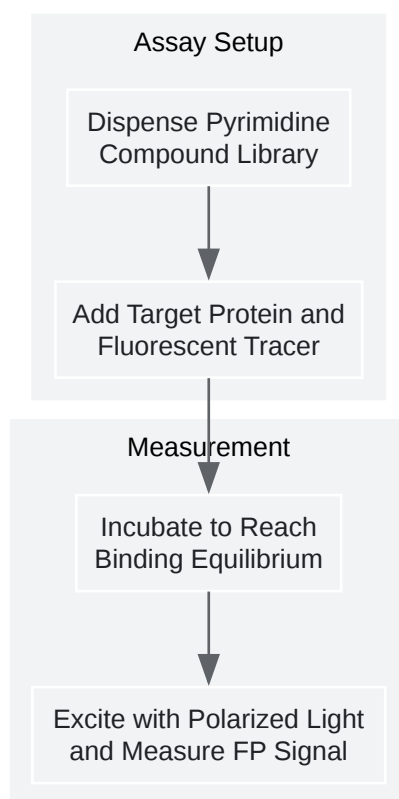 Assay Setup
Dispense Pyrimidine
Compound Library
Add Target Protein and
Fluorescent Tracer
Measurement
Incubate to Reach
Binding Equilibrium
Excite with Polarized Light
and Measure FP Signal